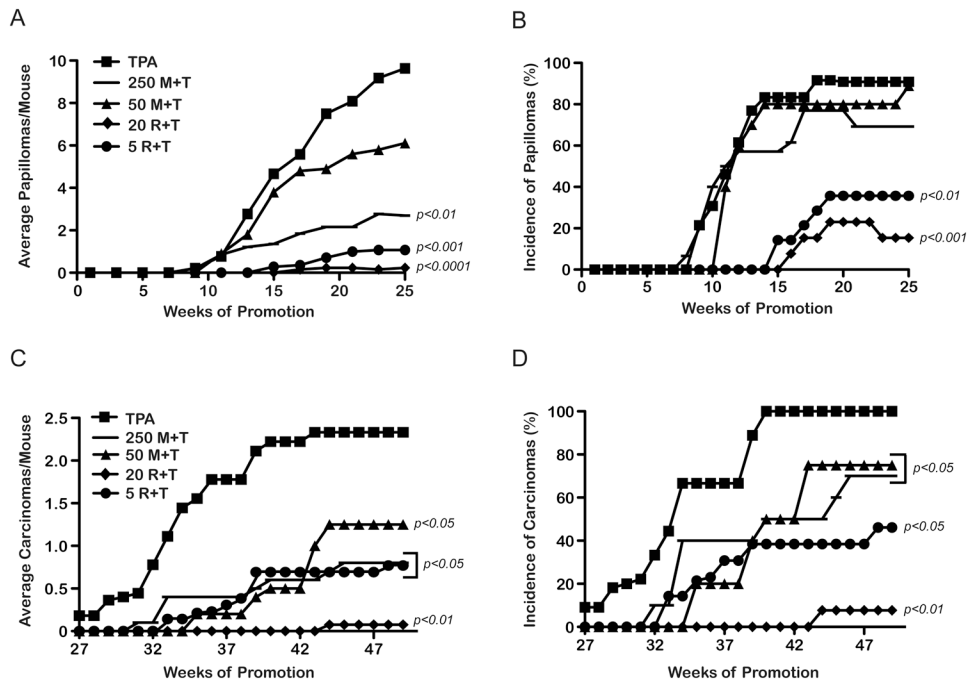 A
Average Papillomas/Mouse
10
8
6
4
2
0
TPA
250 M+T
50 M+T
20 R+T
5 R+T
p<0.01
p<0.001
p<0.0001
0 5 10 15 20 25
Weeks of Promotion
B
Incidence of Papillomas (%)
100
80
60
40
20
0
p<0.01
p<0.001
0 5 10 15 20 25
Weeks of Promotion
C
Average Carcinomas/Mouse
2.5
2.0
1.5
1.0
0.5
0
TPA
250 M+T
50 M+T
20 R+T
5 R+T
p<0.05
p<0.05
p<0.01
27 32 37 42 47
Weeks of Promotion
D
Incidence of Carcinomas (%)
100
80
60
40
20
0
p<0.05
p<0.05
p<0.01
27 32 37 42 47
Weeks of Promotion